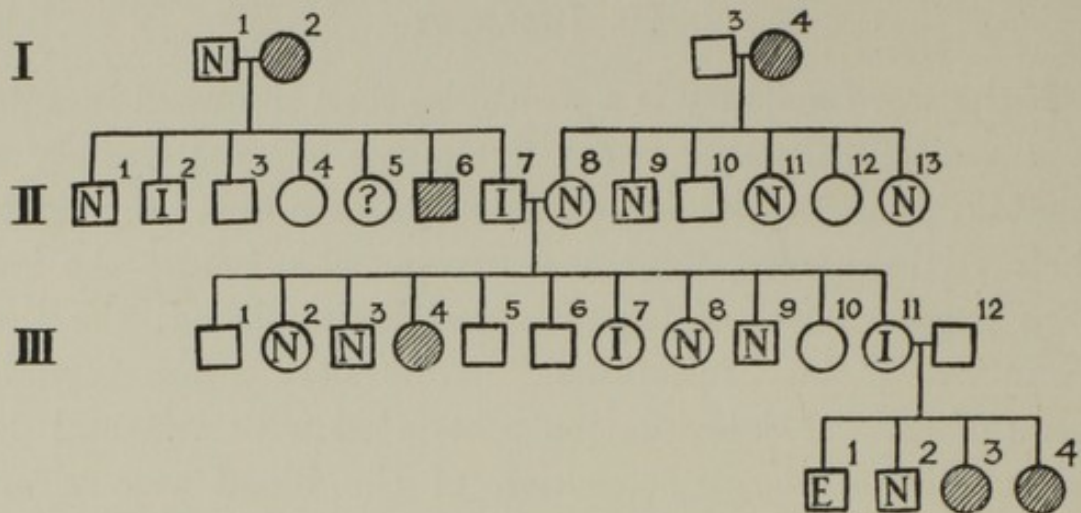 1 2 3 4
I N
1 2 3 4 5 6 7 8 9 10 11 12 13
II N I ? I N N N N
1 2 3 4 5 6 7 8 9 10 11 12
III N N I N N I
1 2 3 4
E N